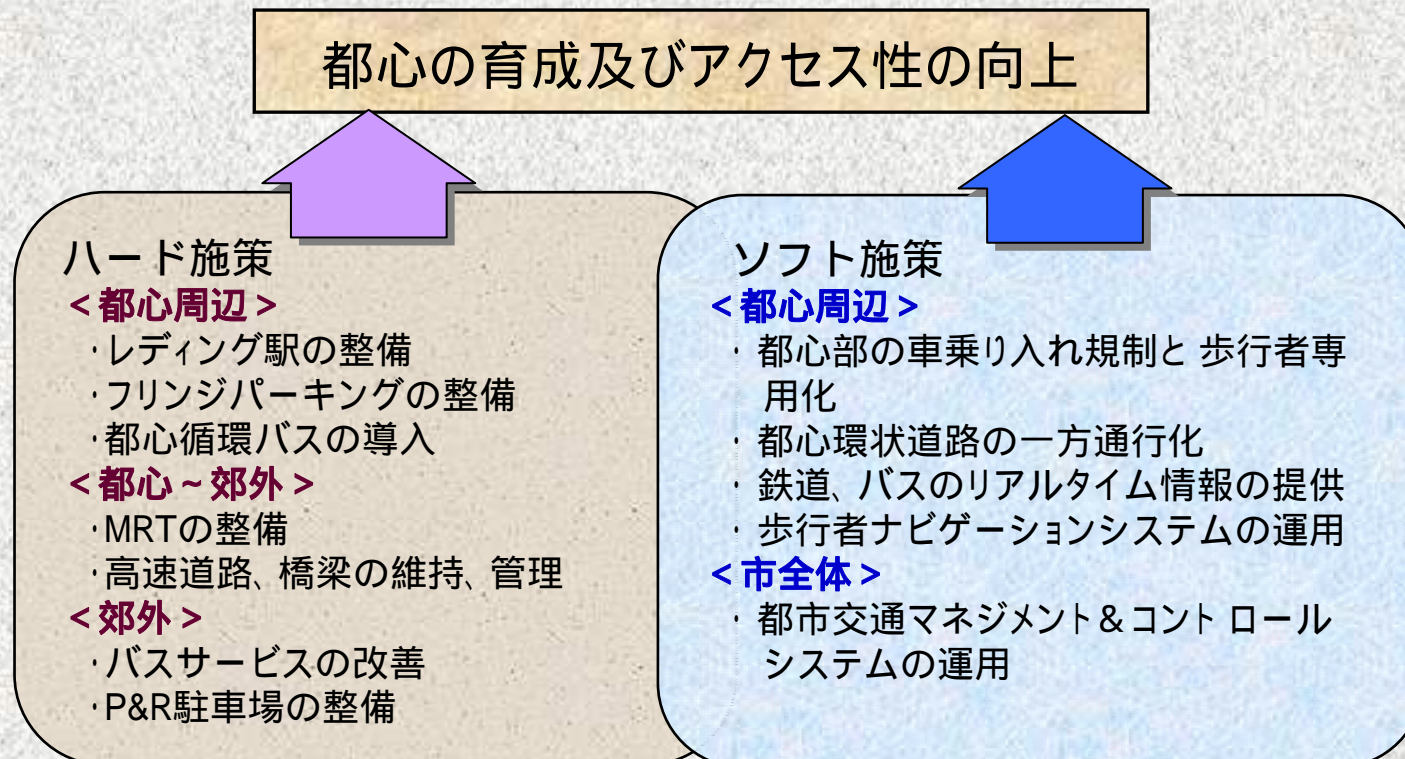 都心の育成及びアクセス性の向上
ハード施策
<都心周辺>
・レディング駅の整備
・フリンジパーキングの整備
・都心循環バスの導入
<都心~郊外>
・MRTの整備
・高速道路、橋梁の維持、管理
<郊外>
・バスサービスの改善
・P&R駐車場の整備
ソフト施策
<都心周辺>
・都心部の車乗り入れ規制と歩行者専
用化
・都心環状道路の一方通行化
・鉄道、バスのリアルタイム情報の提供
・歩行者ナビゲーションシステムの運用
<市全体>
・都市交通マネジメント&コントロール
システムの運用